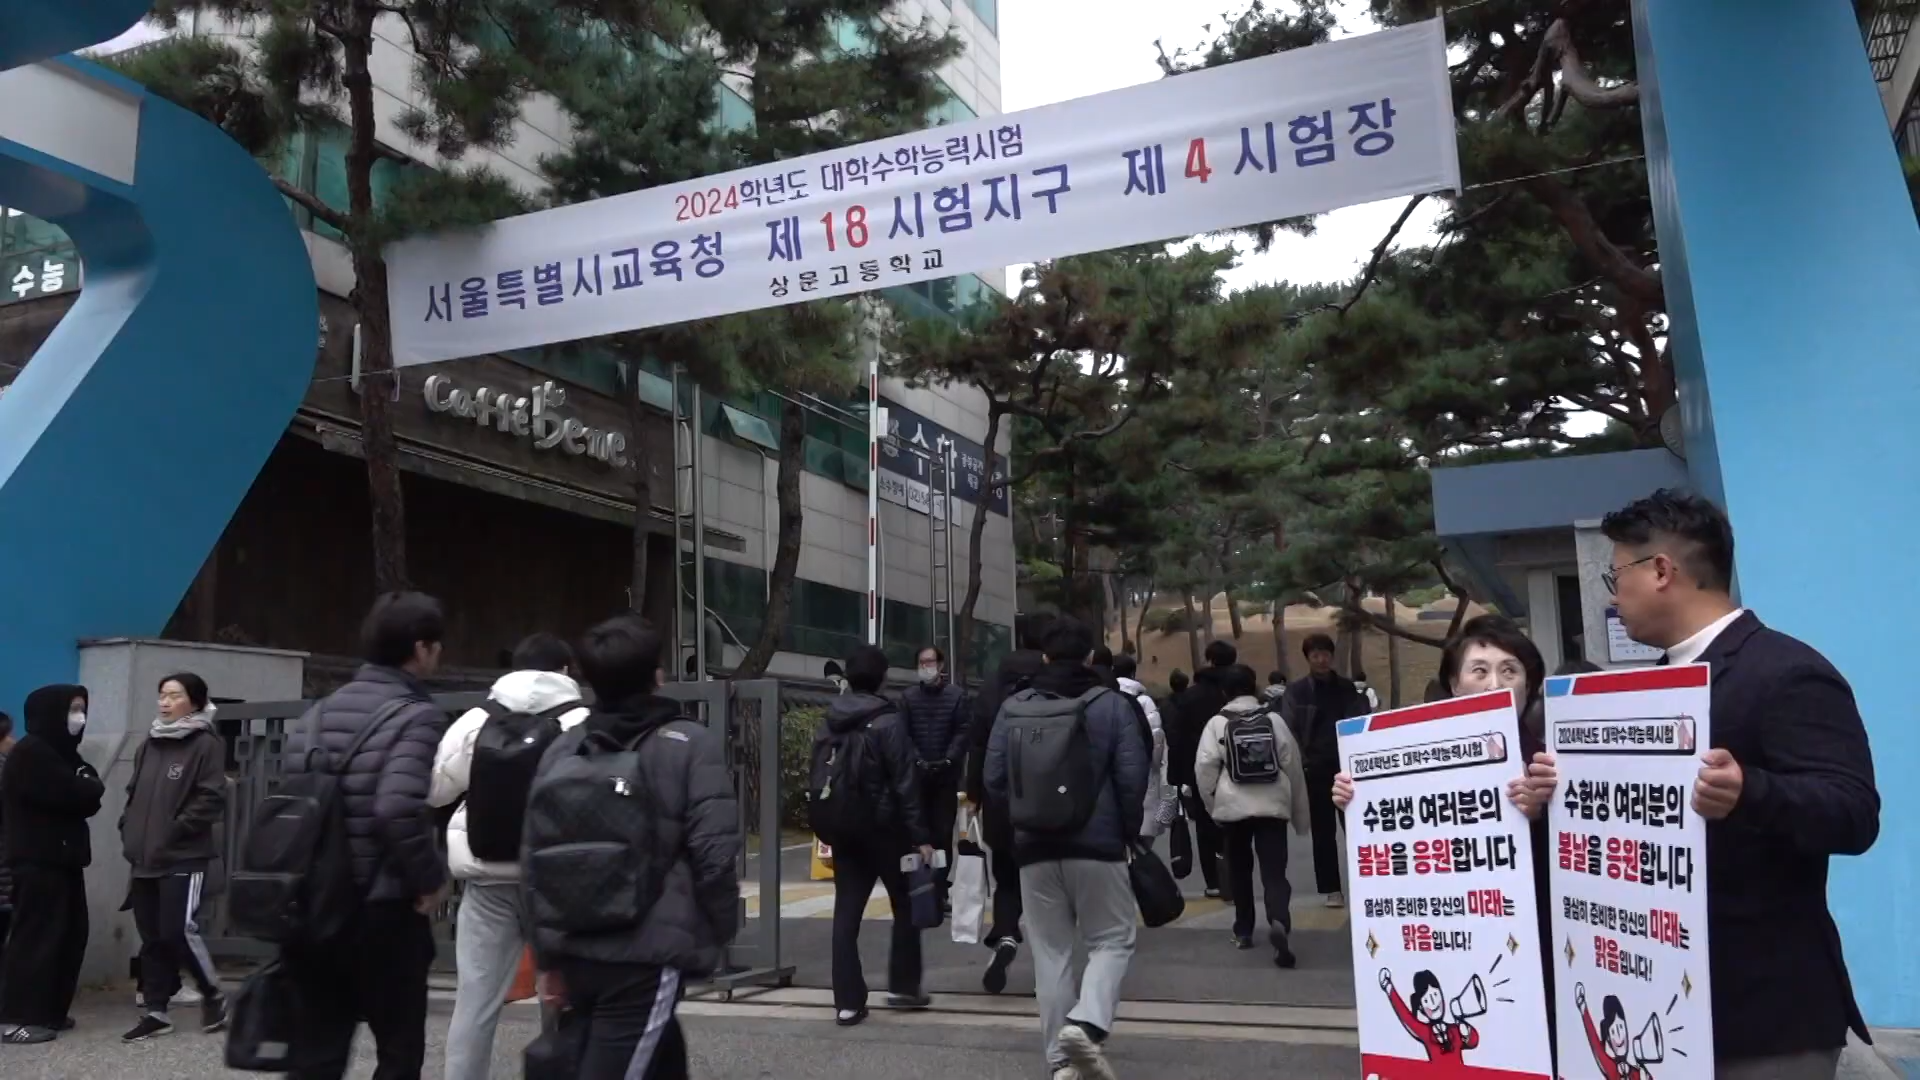 2024학년도 대학수학능력시험
서울특별시교육청 제 18 시험지구 제 4 시험장
상문고등학교
수능
Caffé bene
수학
2024학년도 대학수학능력시험
수험생 여러분의
봄날을 응원합니다
열심히 준비한 당신의 미래는
맑음입니다!
2024학년도 대학수학능력시험
수험생 여러분의
봄날을 응원합니다
열심히 준비한 당신의 미래는
맑음입니다!